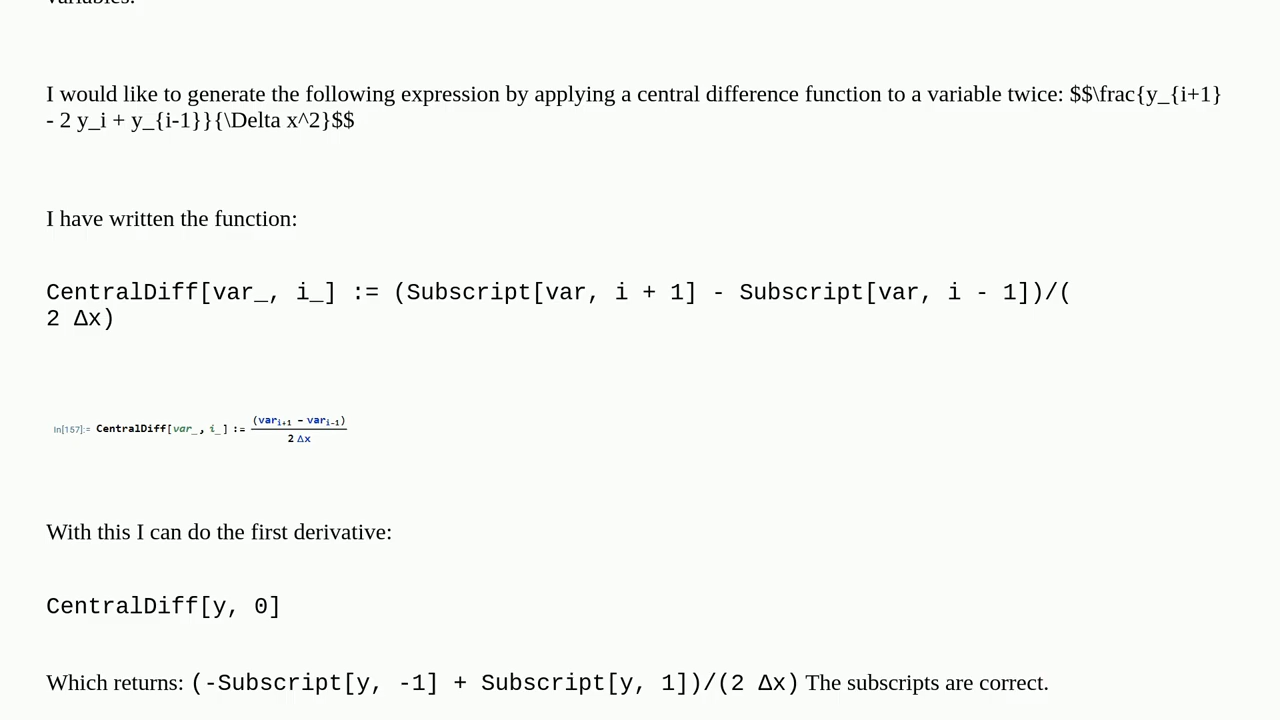 variables.
I would like to generate the following expression by applying a central difference function to a variable twice: $$\frac{y_{i+1}
- 2 y_i + y_{i-1}}{\Delta x^2}$$
I have written the function:
CentralDiff[var_, i_] := (Subscript[var, i + 1] - Subscript[var, i - 1])/(
2 Δx)
In[157]:= CentralDiff[var_, i_] := (var_{i+1} - var_{i-1}) / 2 Δx
With this I can do the first derivative:
CentralDiff[y, 0]
Which returns: (-Subscript[y, -1] + Subscript[y, 1])/(2 Δx) The subscripts are correct.